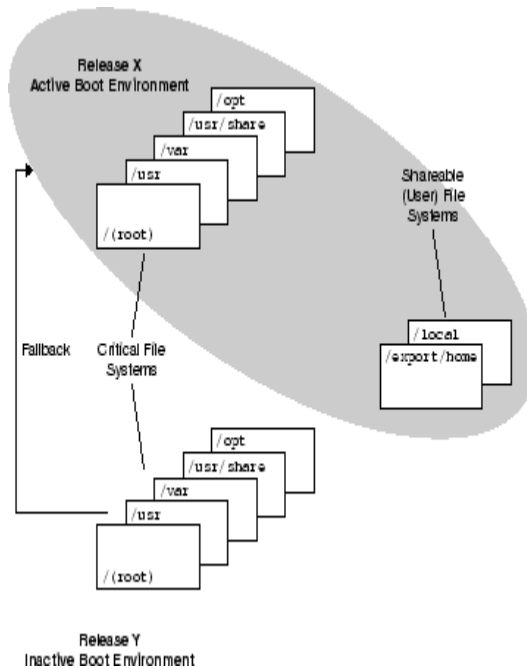 Release X
Active Boot Environment
/opt
/usr/share
/var
/usr
/(root)
Shareable
(User) File
Systems
/local
/export/home
Fallback
Critical File
Systems
/opt
/usr/share
/var
/usr
/(root)
Release Y
Inactive Boot Environment